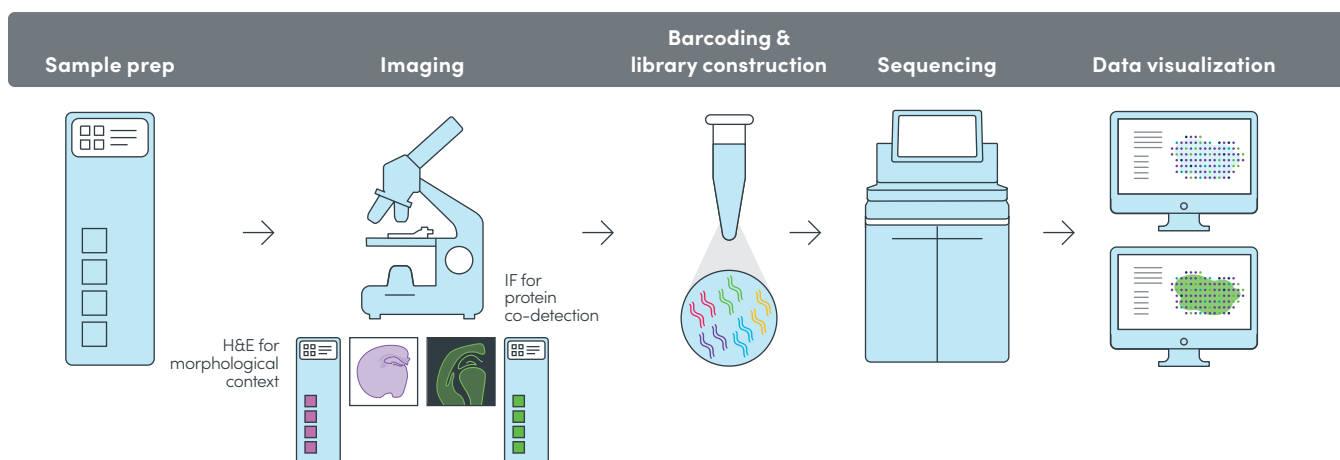 Sample prep
Imaging
Barcoding &
library construction
Sequencing
Data visualization
H&E for
morphological
context
IF for
protein
co-detection